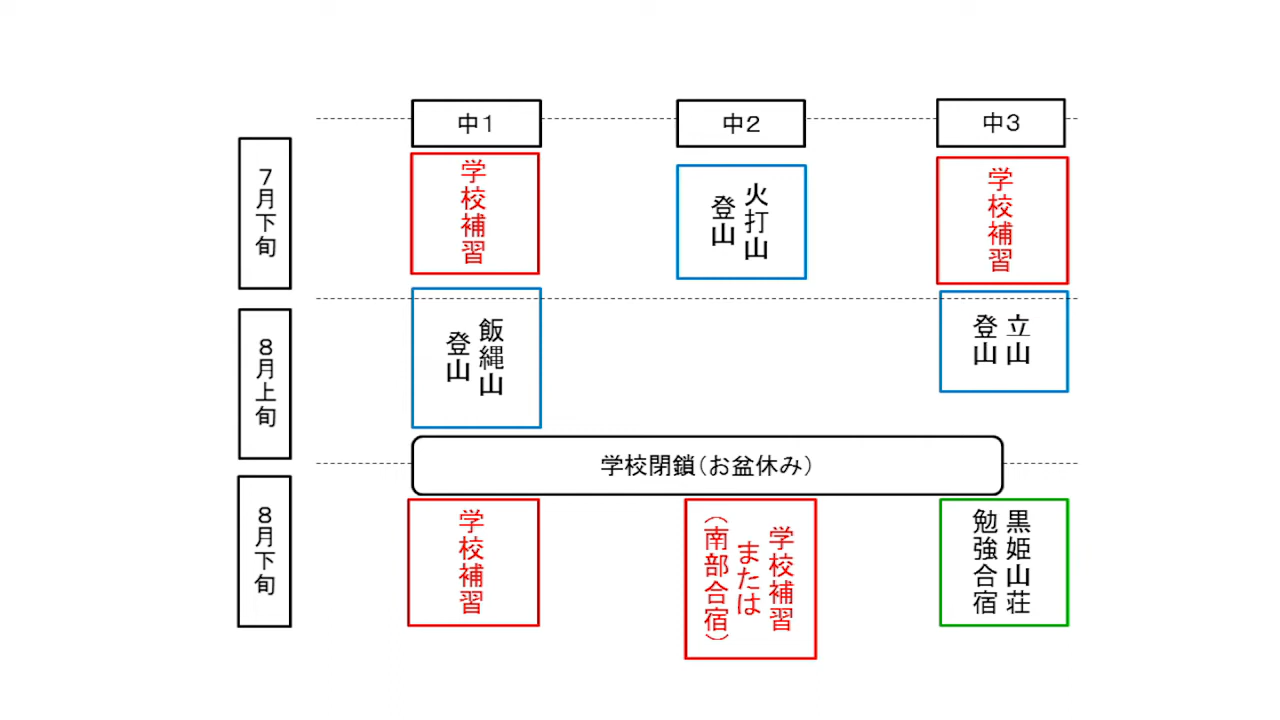 中1
中2
中3
7月下旬
学校補習
火打山
登山
学校補習
8月上旬
飯縄山
登山
立山
登山
学校閉鎖(お盆休み)
8月下旬
学校補習
学校補習
または
(南部合宿)
黒姫山荘
勉強合宿